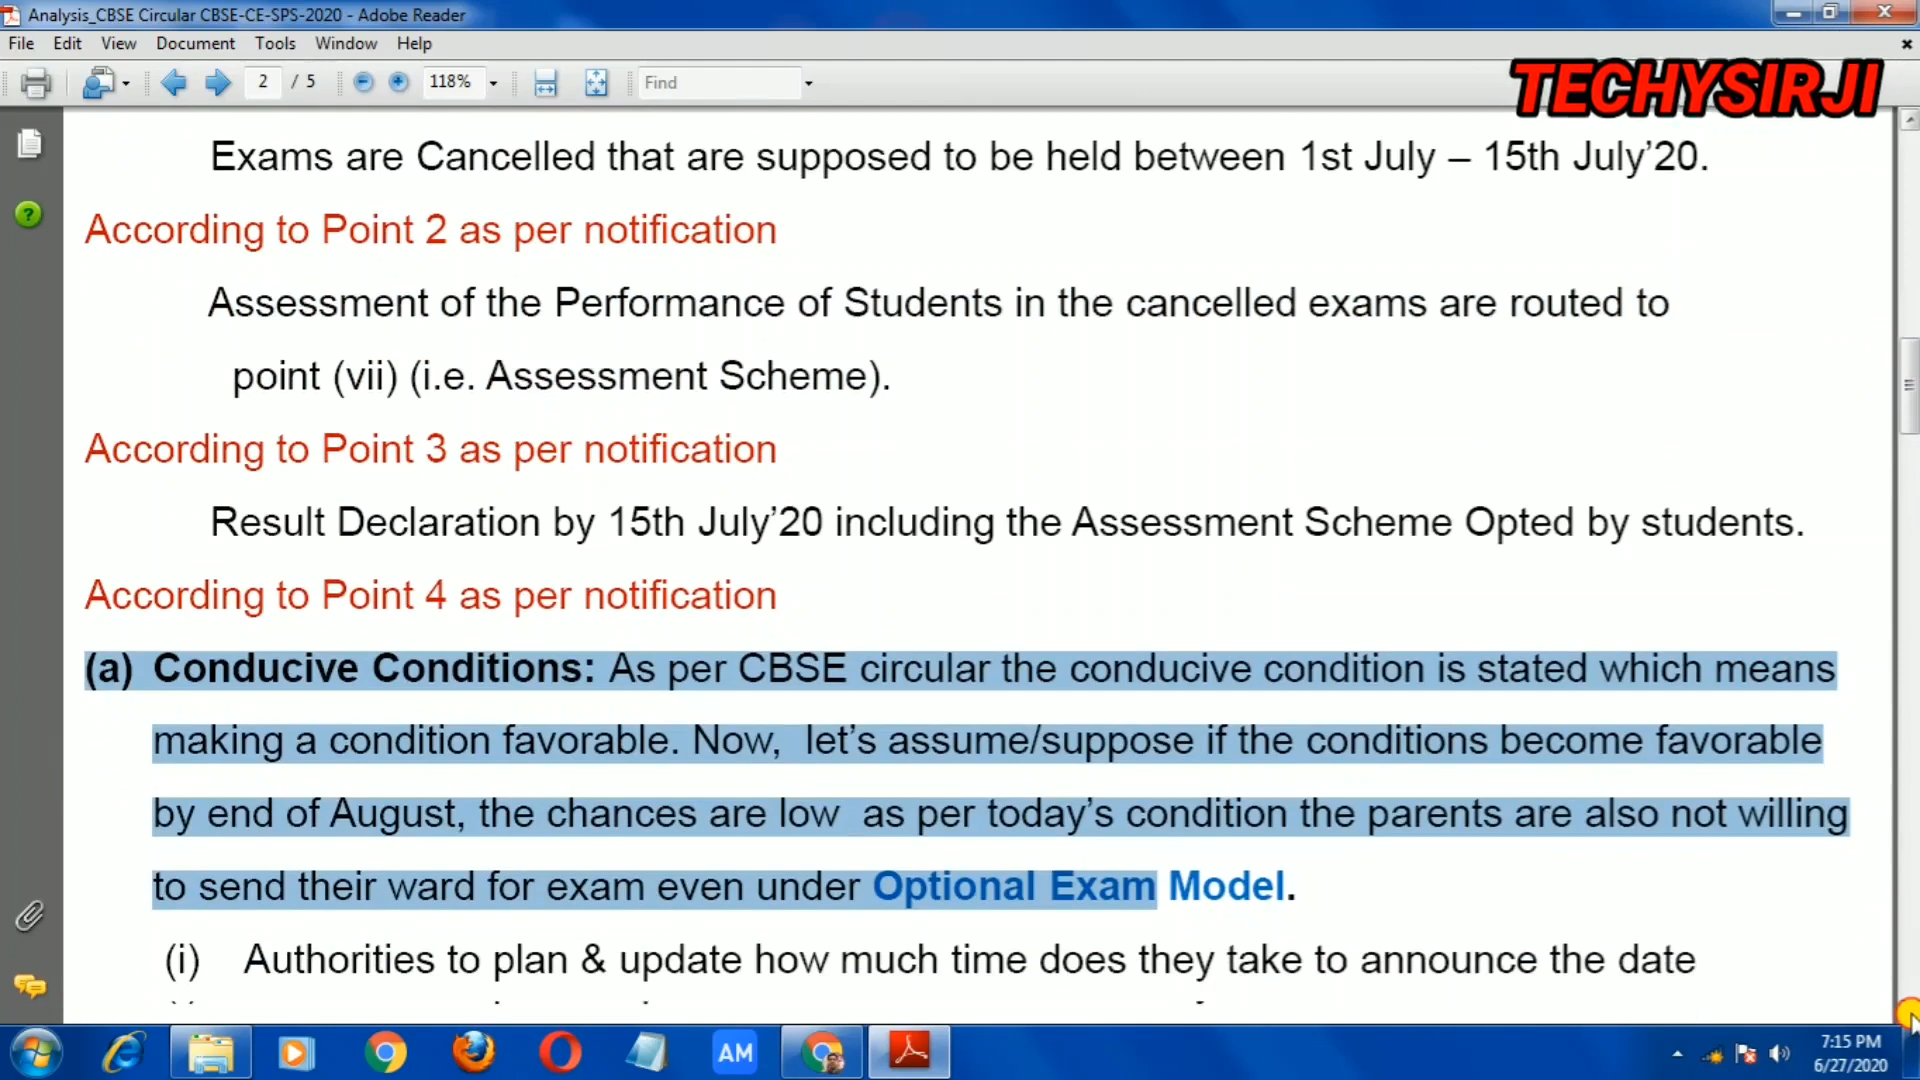 Analysis_CBSE Circular CBSE-CE-SPS-2020 - Adobe Reader
File Edit View Document Tools Window Help
2 / 5 118% Find
TECHYSIRJI
Exams are Cancelled that are supposed to be held between 1st July – 15th July’20.
According to Point 2 as per notification
Assessment of the Performance of Students in the cancelled exams are routed to
point (vii) (i.e. Assessment Scheme).
According to Point 3 as per notification
Result Declaration by 15th July’20 including the Assessment Scheme Opted by students.
According to Point 4 as per notification
(a) Conducive Conditions: As per CBSE circular the conducive condition is stated which means
making a condition favorable. Now, let’s assume/suppose if the conditions become favorable
by end of August, the chances are low as per today’s condition the parents are also not willing
to send their ward for exam even under Optional Exam Model.
(i) Authorities to plan & update how much time does they take to announce the date
AM
7:15 PM
6/27/2020